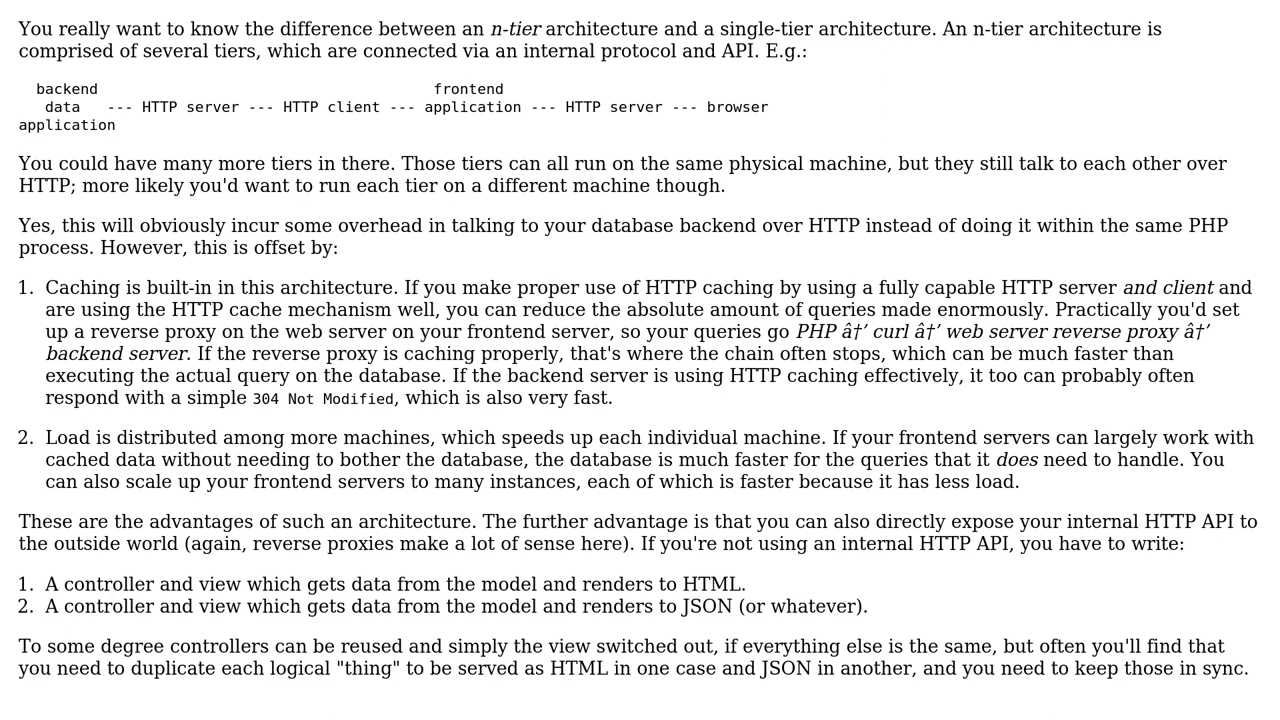 You really want to know the difference between an n-tier architecture and a single-tier architecture. An n-tier architecture is
comprised of several tiers, which are connected via an internal protocol and API. E.g.:
  backend                                      frontend
   data   --- HTTP server --- HTTP client --- application --- HTTP server --- browser
application
You could have many more tiers in there. Those tiers can all run on the same physical machine, but they still talk to each other over
HTTP; more likely you'd want to run each tier on a different machine though.
Yes, this will obviously incur some overhead in talking to your database backend over HTTP instead of doing it within the same PHP
process. However, this is offset by:
1. Caching is built-in in this architecture. If you make proper use of HTTP caching by using a fully capable HTTP server and client and
are using the HTTP cache mechanism well, you can reduce the absolute amount of queries made enormously. Practically you'd set
up a reverse proxy on the web server on your frontend server, so your queries go PHP â†’ curl â†’ web server reverse proxy â†’
backend server. If the reverse proxy is caching properly, that's where the chain often stops, which can be much faster than
executing the actual query on the database. If the backend server is using HTTP caching effectively, it too can probably often
respond with a simple 304 Not Modified, which is also very fast.
2. Load is distributed among more machines, which speeds up each individual machine. If your frontend servers can largely work with
cached data without needing to bother the database, the database is much faster for the queries that it does need to handle. You
can also scale up your frontend servers to many instances, each of which is faster because it has less load.
These are the advantages of such an architecture. The further advantage is that you can also directly expose your internal HTTP API to
the outside world (again, reverse proxies make a lot of sense here). If you're not using an internal HTTP API, you have to write:
1. A controller and view which gets data from the model and renders to HTML.
2. A controller and view which gets data from the model and renders to JSON (or whatever).
To some degree controllers can be reused and simply the view switched out, if everything else is the same, but often you'll find that
you need to duplicate each logical "thing" to be served as HTML in one case and JSON in another, and you need to keep those in sync.